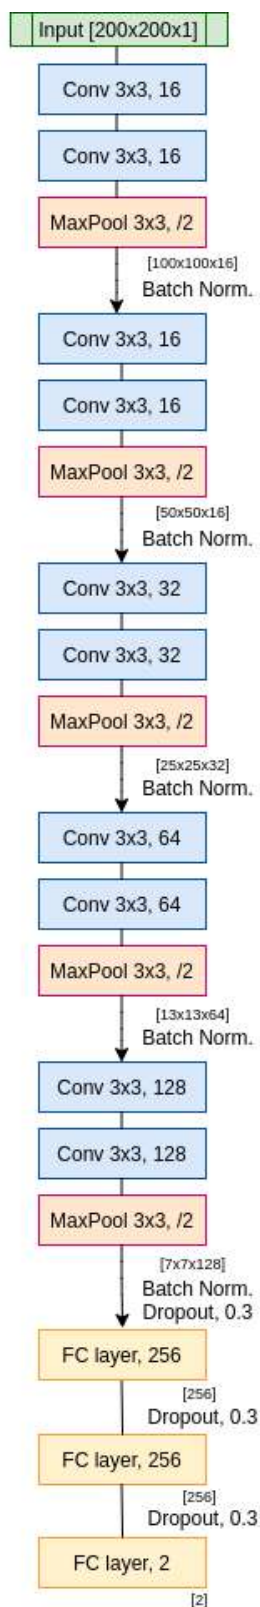 Input [200x200x1]
Conv 3x3, 16
Conv 3x3, 16
MaxPool 3x3, /2
[100x100x16]
Batch Norm.
Conv 3x3, 16
Conv 3x3, 16
MaxPool 3x3, /2
[50x50x16]
Batch Norm.
Conv 3x3, 32
Conv 3x3, 32
MaxPool 3x3, /2
[25x25x32]
Batch Norm.
Conv 3x3, 64
Conv 3x3, 64
MaxPool 3x3, /2
[13x13x64]
Batch Norm.
Conv 3x3, 128
Conv 3x3, 128
MaxPool 3x3, /2
[7x7x128]
Batch Norm.
Dropout, 0.3
FC layer, 256
[256]
Dropout, 0.3
FC layer, 256
[256]
Dropout, 0.3
FC layer, 2
[2]